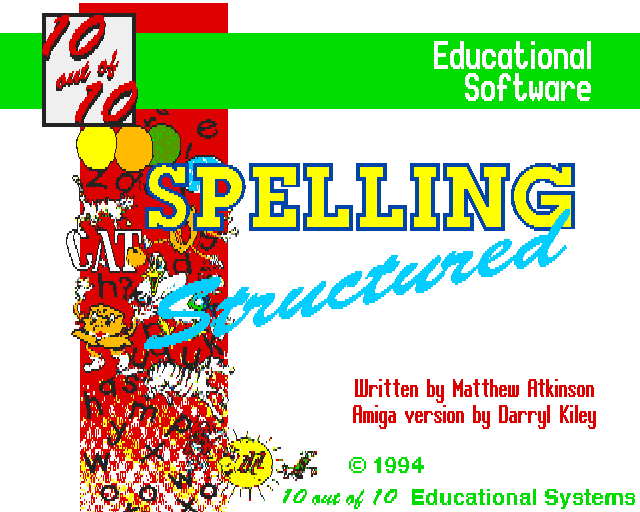 10
out of
10
Educational
Software
SPELLING
Structured
CAT
Written by Matthew Atkinson
Amiga version by Darryl Kiley
© 1994
10 out of 10 Educational Systems